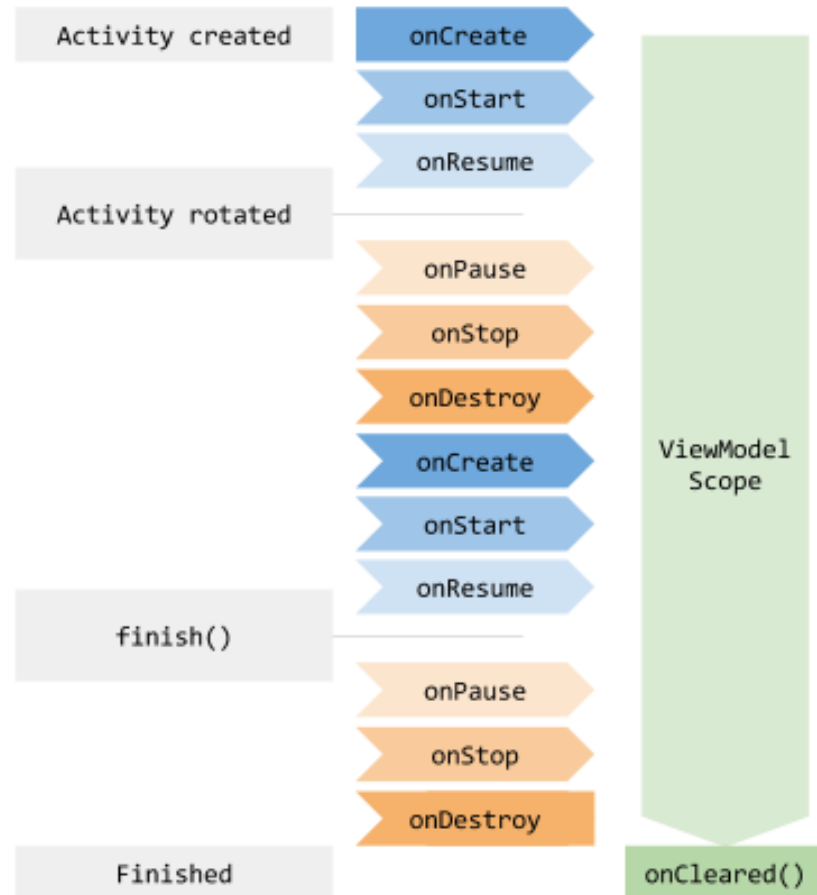 Activity created
onCreate
onStart
onResume
Activity rotated
onPause
onStop
onDestroy
onCreate
onStart
onResume
finish()
onPause
onStop
onDestroy
Finished
ViewModel
Scope
onCleared()